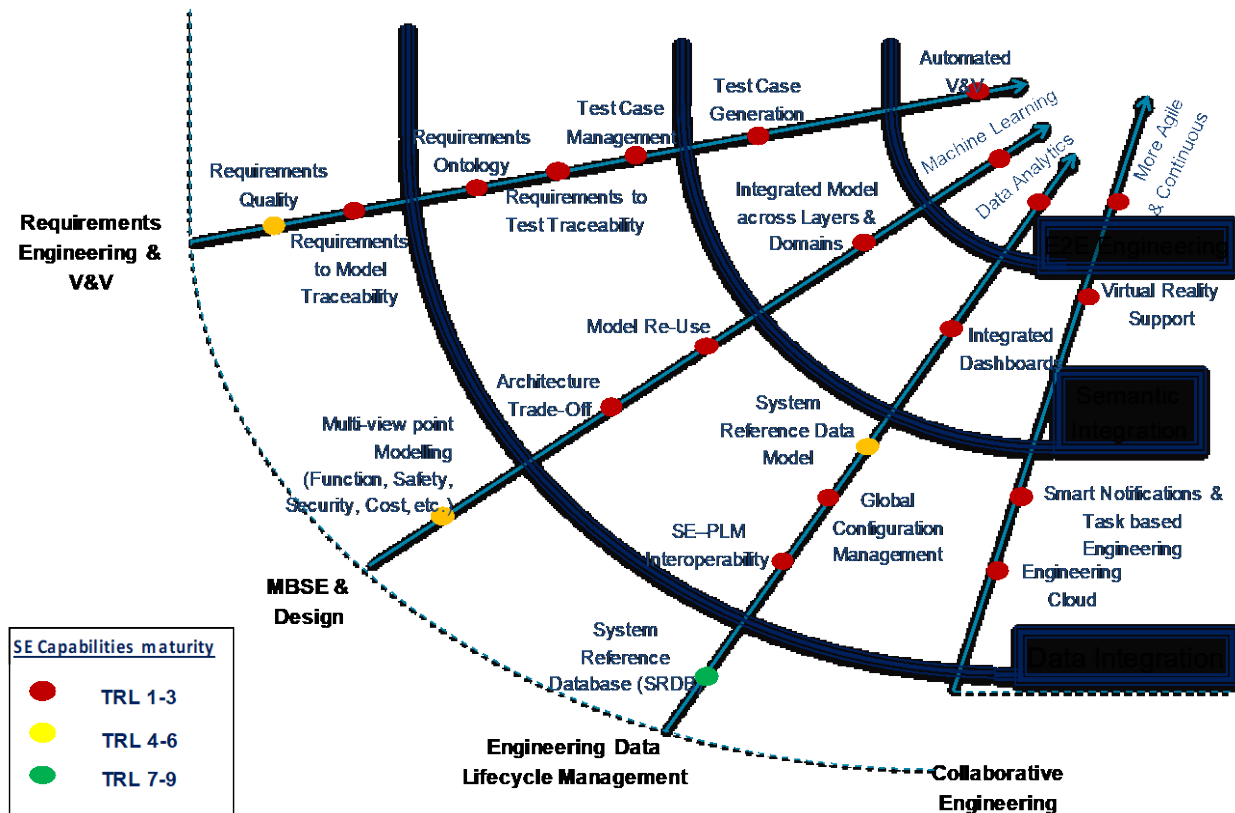 Automated
V&V
Test Case
Generation
Test Case
Management
Requirements
Ontology
Requirements
Quality
Requirements to
Test Traceability
Requirements
to Model
Traceability
Requirements
Engineering &
V&V
Machine Learning
Data Analytics
More Agile
& Continuous
Integrated Model
across Layers &
Domains
E2E Engineering
Virtual Reality
Support
Model Re-Use
Integrated
Dashboards
Architecture
Trade-Off
System
Reference Data
Model
Semantic
Integration
Multi-view point
Modelling
(Function, Safety,
Security, Cost, etc.)
Global
Configuration
Management
Smart Notifications &
Task based
Engineering
SE–PLM
Interoperability
Engineering
Cloud
MBSE &
Design
System
Reference
Database (SRDB)
Data Integration
SE Capabilities maturity
TRL 1-3
TRL 4-6
TRL 7-9
Engineering Data
Lifecycle Management
Collaborative
Engineering